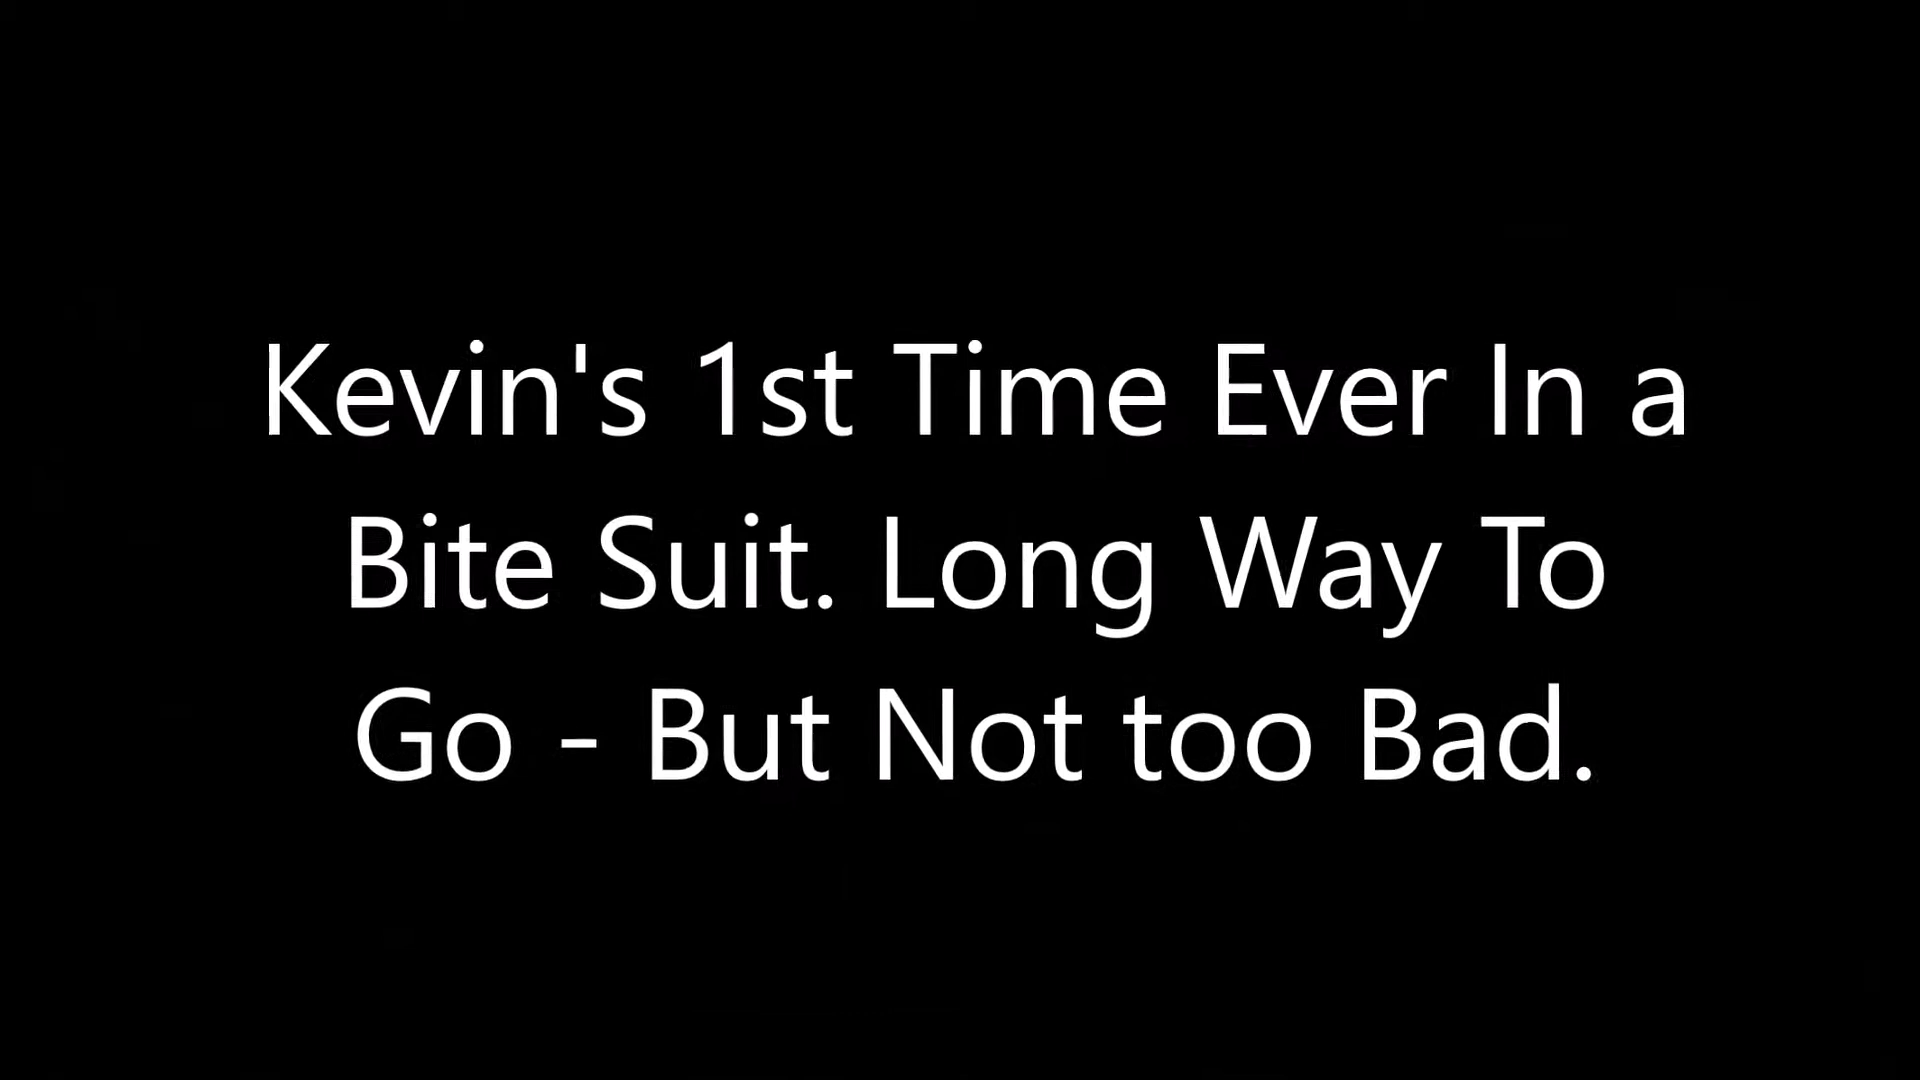 Kevin's 1st Time Ever In a
Bite Suit. Long Way To
Go - But Not too Bad.